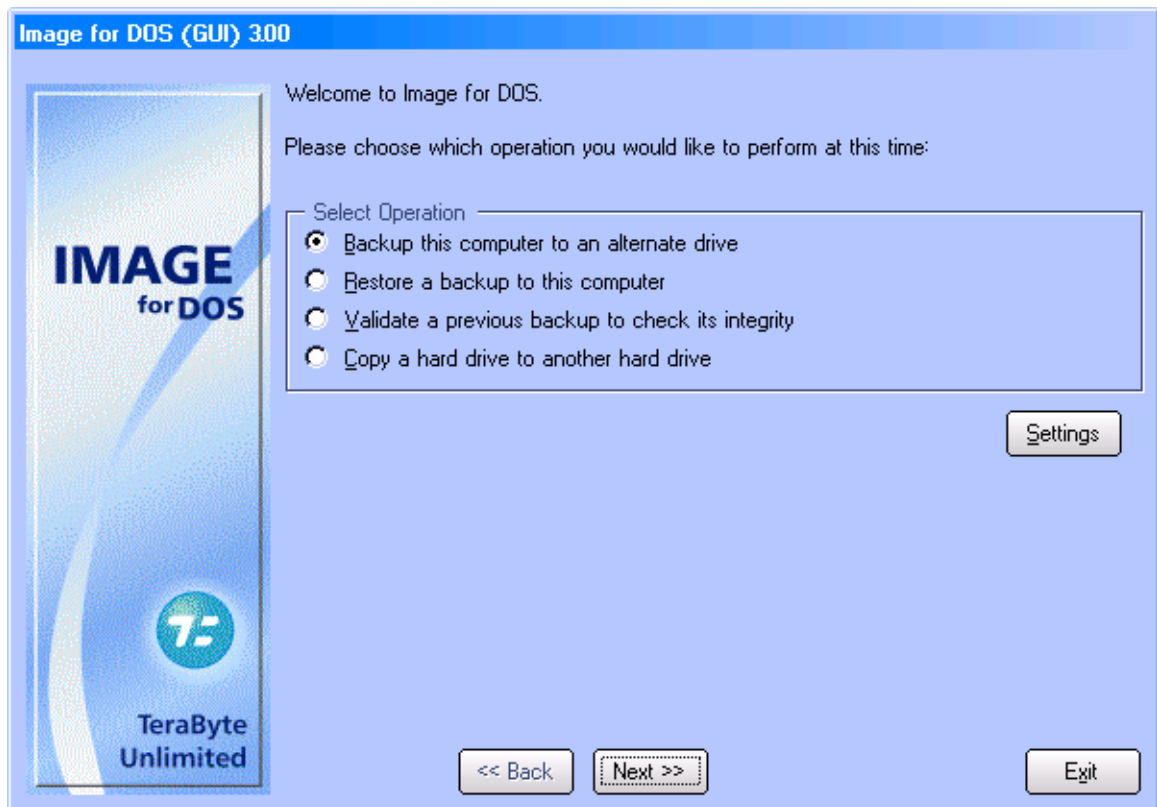 Image for DOS (GUI) 3.00
Welcome to Image for DOS.
Please choose which operation you would like to perform at this time:
Select Operation
Backup this computer to an alternate drive
Restore a backup to this computer
Validate a previous backup to check its integrity
Copy a hard drive to another hard drive
Settings
IMAGE
for DOS
TeraByte
Unlimited
<< Back
Next >>
Exit